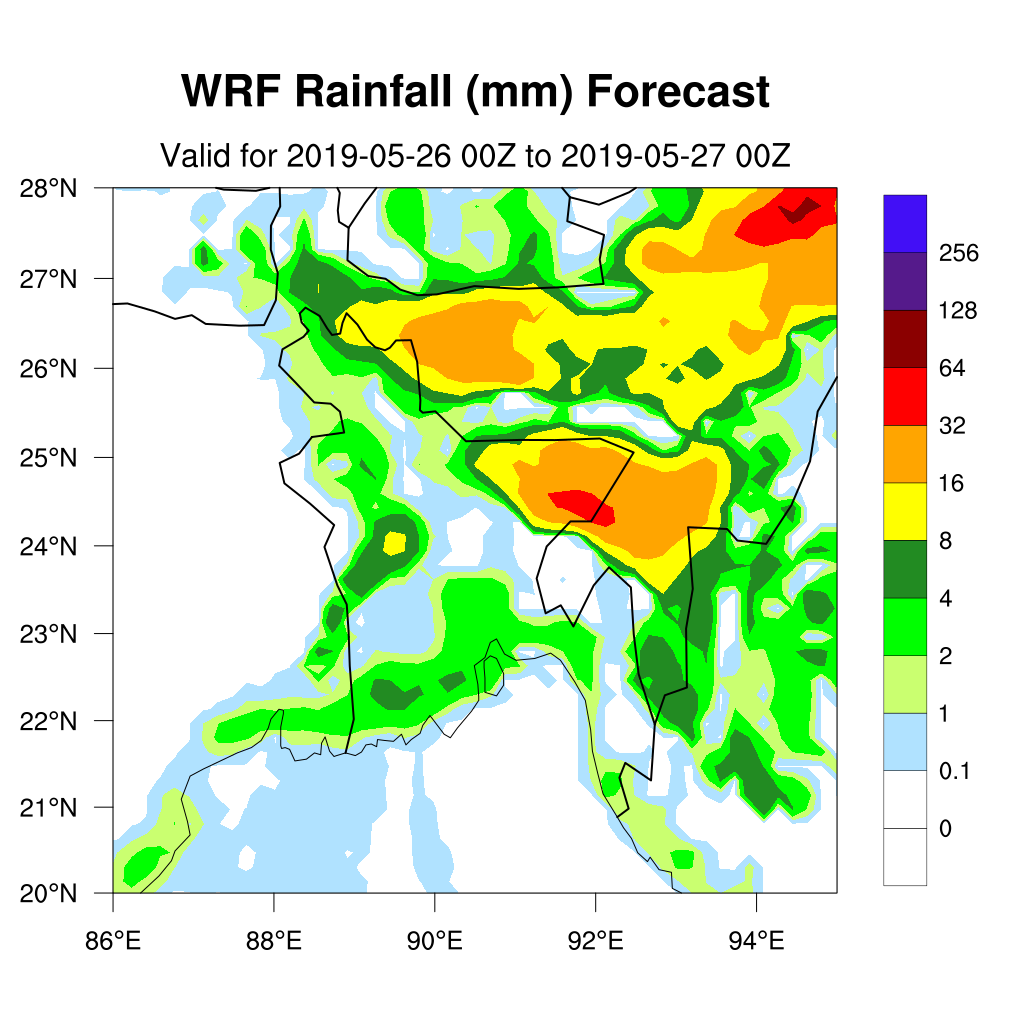 WRF Rainfall (mm) Forecast
Valid for 2019-05-26 00Z to 2019-05-27 00Z
28°N
27°N
26°N
25°N
24°N
23°N
22°N
21°N
20°N
86°E 88°E 90°E 92°E 94°E
256
128
64
32
16
8
4
2
1
0.1
0